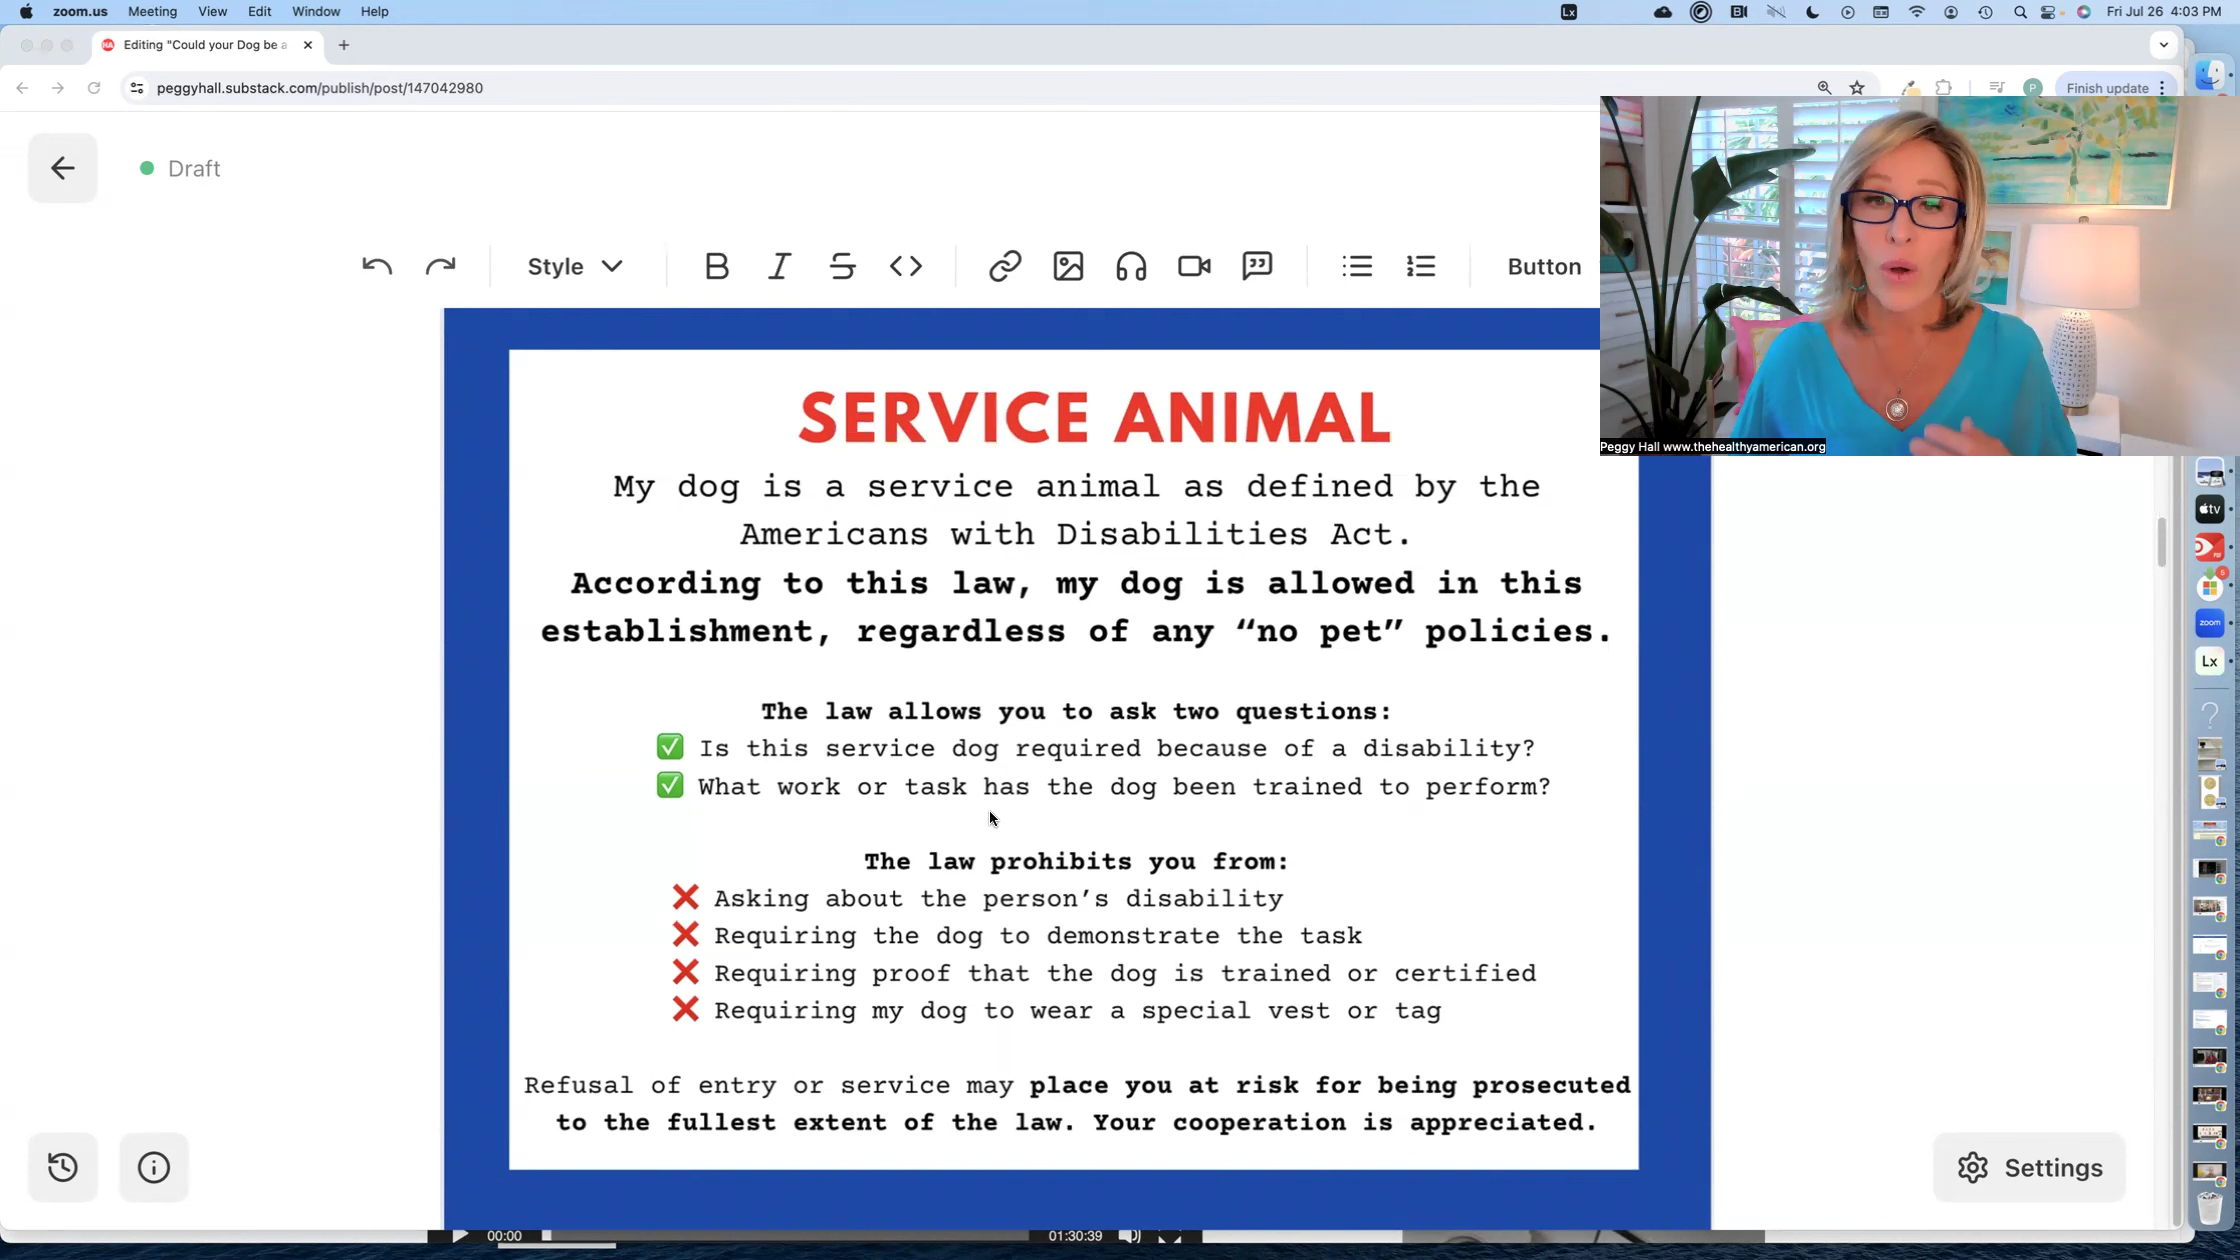 zoom.us Meeting View Edit Window Help
Lx
Fri Jul 26 4:03 PM
Editing "Could your Dog be a
peggyhall.substack.com/publish/post/147042980
P
Finish update
Draft
Style
Button
Peggy Hall www.thehealthyamerican.org
SERVICE ANIMAL
My dog is a service animal as defined by the
Americans with Disabilities Act.
According to this law, my dog is allowed in this
establishment, regardless of any “no pet” policies.
The law allows you to ask two questions:
✅ Is this service dog required because of a disability?
✅ What work or task has the dog been trained to perform?
The law prohibits you from:
❌ Asking about the person’s disability
❌ Requiring the dog to demonstrate the task
❌ Requiring proof that the dog is trained or certified
❌ Requiring my dog to wear a special vest or tag
Refusal of entry or service may place you at risk for being prosecuted
to the fullest extent of the law. Your cooperation is appreciated.
Settings
00:00
01:30:39
tv
zoom
Lx